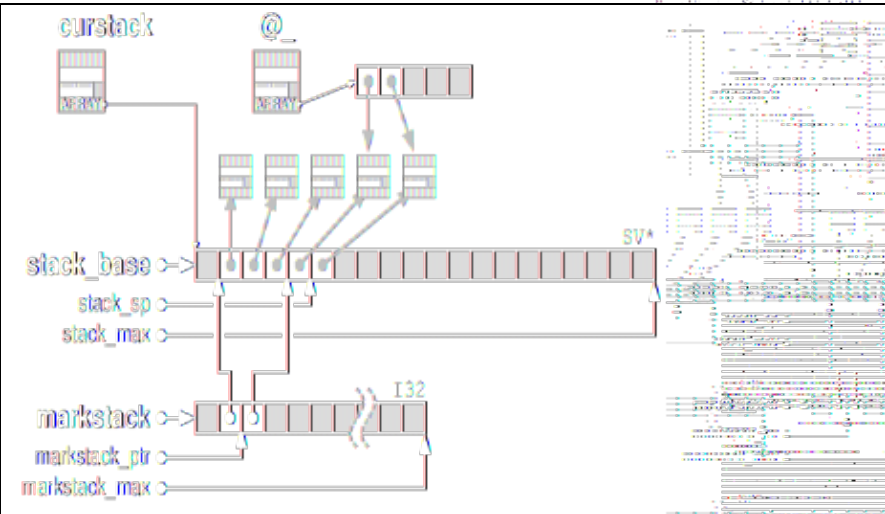 curstack @_
ARRAY ARRAY
SV*
stack_base
stack_sp
stack_max
I32
markstack
markstack_ptr
markstack_max